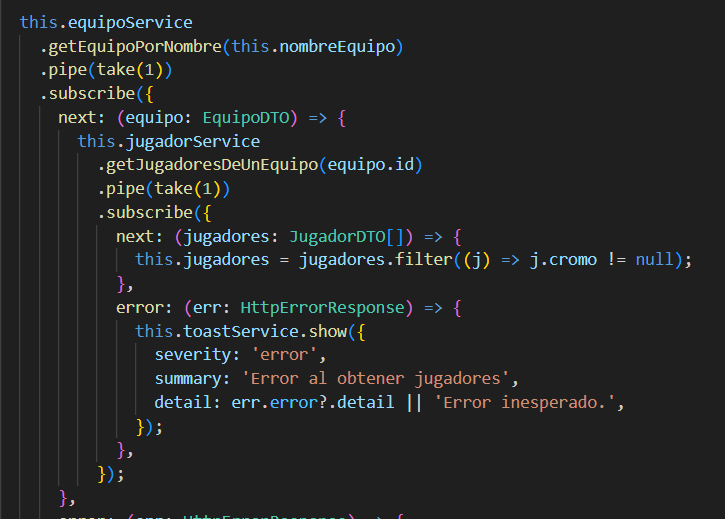 this.equipoService
.getEquipoPorNombre(this.nombreEquipo)
.pipe(take(1))
.subscribe({
next: (equipo: EquipoDTO) => {
this.jugadorService
.getJugadoresDeUnEquipo(equipo.id)
.pipe(take(1))
.subscribe({
next: (jugadores: JugadorDTO[]) => {
this.jugadores = jugadores.filter((j) => j.cromo != null);
},
error: (err: HttpErrorResponse) => {
this.toastService.show({
severity: 'error',
summary: 'Error al obtener jugadores',
detail: err.error?.detail || 'Error inesperado.',
});
},
});
},
error: (err: HttpErrorResponse) => {